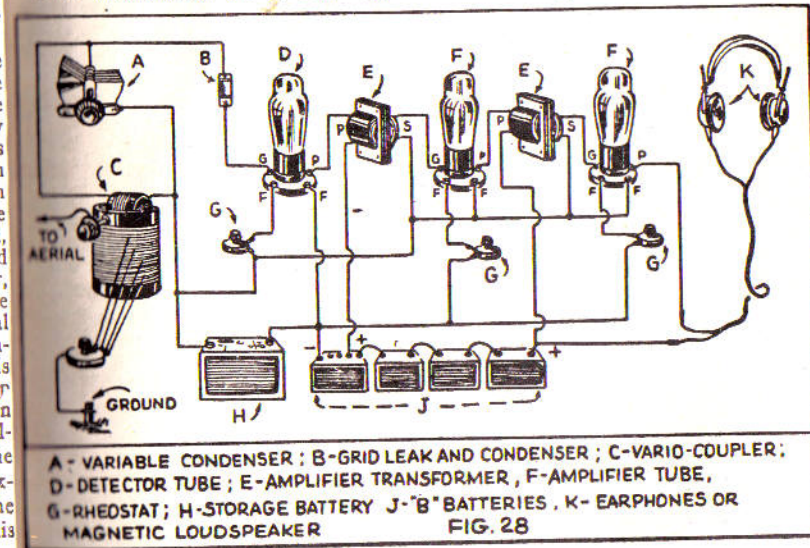 A
B
D
E
F
E
F
K
P
S
P
S
G
P
G
P
G
P
F
F
F
F
F
F
C
G
G
G
TO
AERIAL
GROUND
H
-
+
+
J
A- VARIABLE CONDENSER; B-GRID LEAK AND CONDENSER; C-VARIO-COUPLER;
D-DETECTOR TUBE; E-AMPLIFIER TRANSFORMER, F-AMPLIFIER TUBE,
G-RHEOSTAT; H-STORAGE BATTERY J-"B" BATTERIES. K- EARPHONES OR
MAGNETIC LOUDSPEAKER FIG. 28